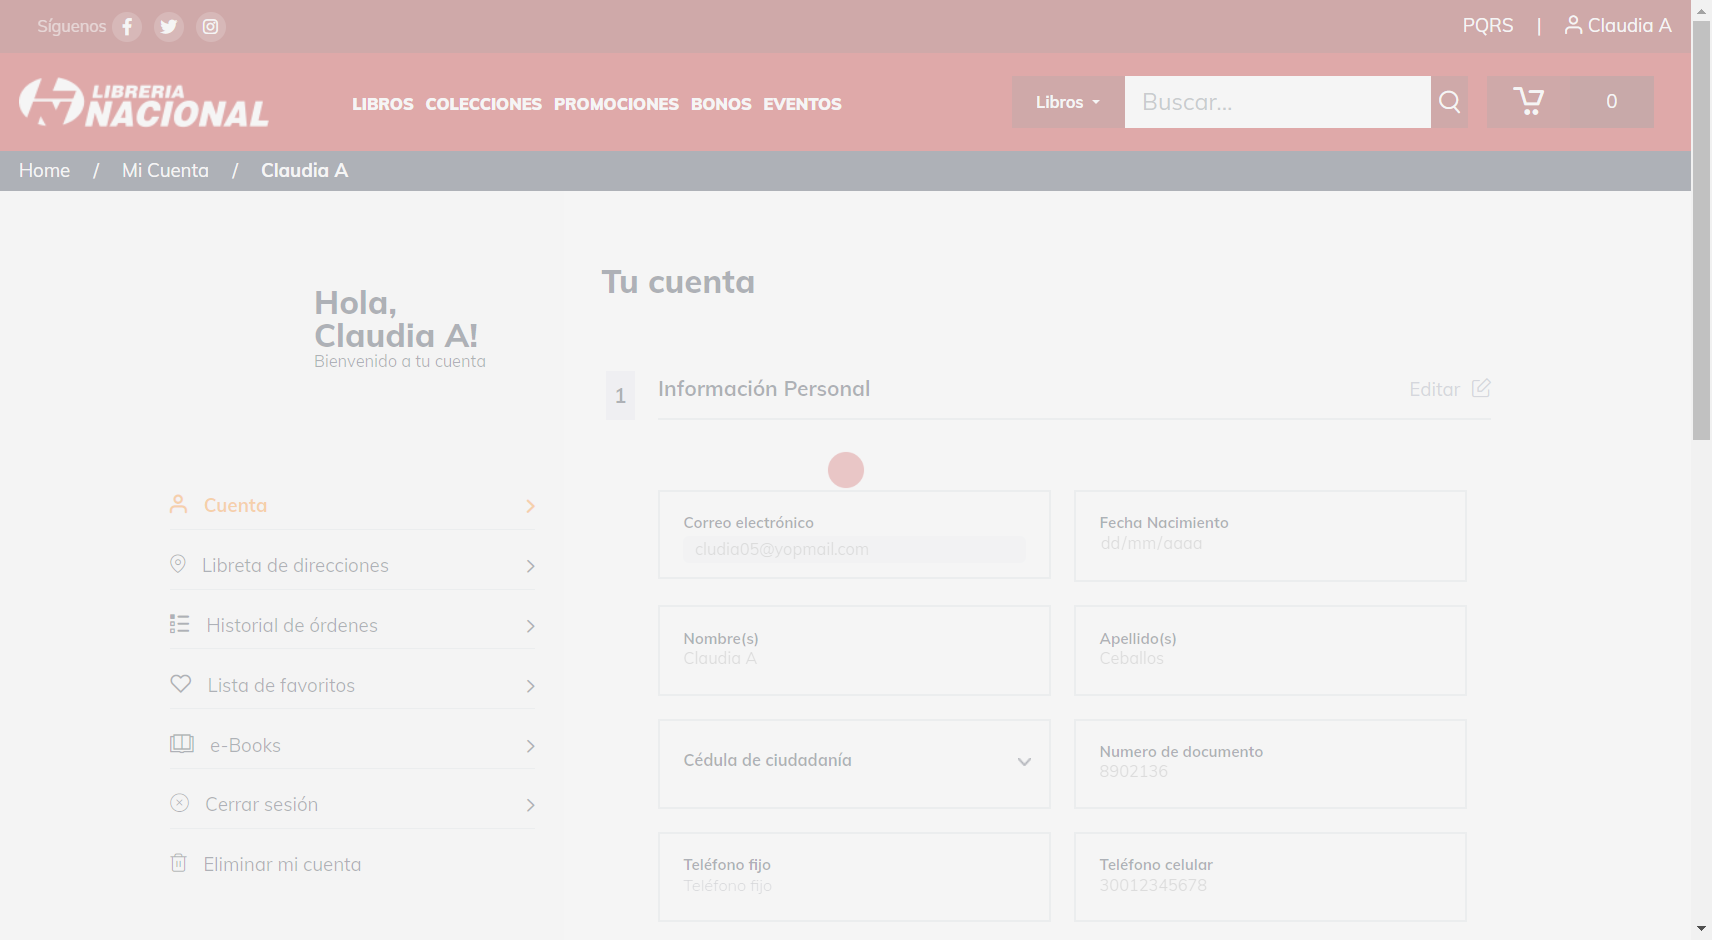 Síguenos
PQRS | Claudia A
LIBRERIA
NACIONAL
LIBROS COLECCIONES PROMOCIONES BONOS EVENTOS
Libros
Buscar...
0
Home / Mi Cuenta / Claudia A
Hola,
Claudia A!
Bienvenido a tu cuenta
Cuenta
Libreta de direcciones
Historial de órdenes
Lista de favoritos
e-Books
Cerrar sesión
Eliminar mi cuenta
Tu cuenta
1 Información Personal
Editar
Correo electrónico
cludia05@yopmail.com
Fecha Nacimiento
dd/mm/aaaa
Nombre(s)
Claudia A
Apellido(s)
Ceballos
Cédula de ciudadanía
Numero de documento
8902136
Teléfono fijo
Teléfono fijo
Teléfono celular
30012345678